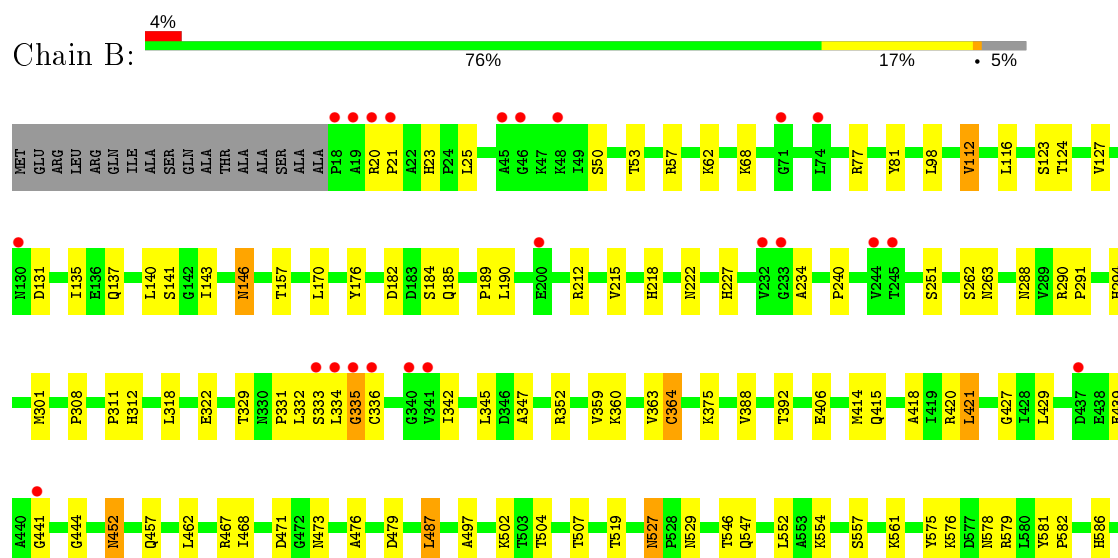 4%
Chain B:
76% 17% • 5%
MET GLU ARG LEU ARG GLN ILE ALA SER GLN ALA THR ALA ALA SER ALA ALA P18 A19 R20 P21 A22 H23 P24 L25 A45 G46 K47 K48 I49 S50 T53 R57 K62 K68 G71 L74 R77 Y81 L98 V112 L116 S123 T124 V127
N130 D131 I135 E136 Q137 L140 S141 G142 I143 N146 T157 L170 Y176 D182 D183 S184 Q185 P189 L190 E200 R212 V215 H218 N222 H227 V232 G233 A234 P240 V244 T245 S251 S262 N263 N288 V289 R290 P291 H294
M301 P308 P311 H312 L318 E322 T329 N330 P331 L332 S333 L334 G335 C336 G340 V341 I342 L345 D346 A347 R352 V359 K360 V363 C364 K375 V388 T392 E406 M414 Q415 A418 I419 R420 L421 G427 I428 L429 D437 E438 E439
A440 G441 G444 N452 Q457 L462 R467 I468 D471 G472 N473 A476 D479 L487 A497 K502 T503 T504 T507 T519 N527 P528 N529 T546 Q547 L552 A553 K554 S557 K561 Y575 K576 D577 N578 R579 L580 Y581 P582 H586